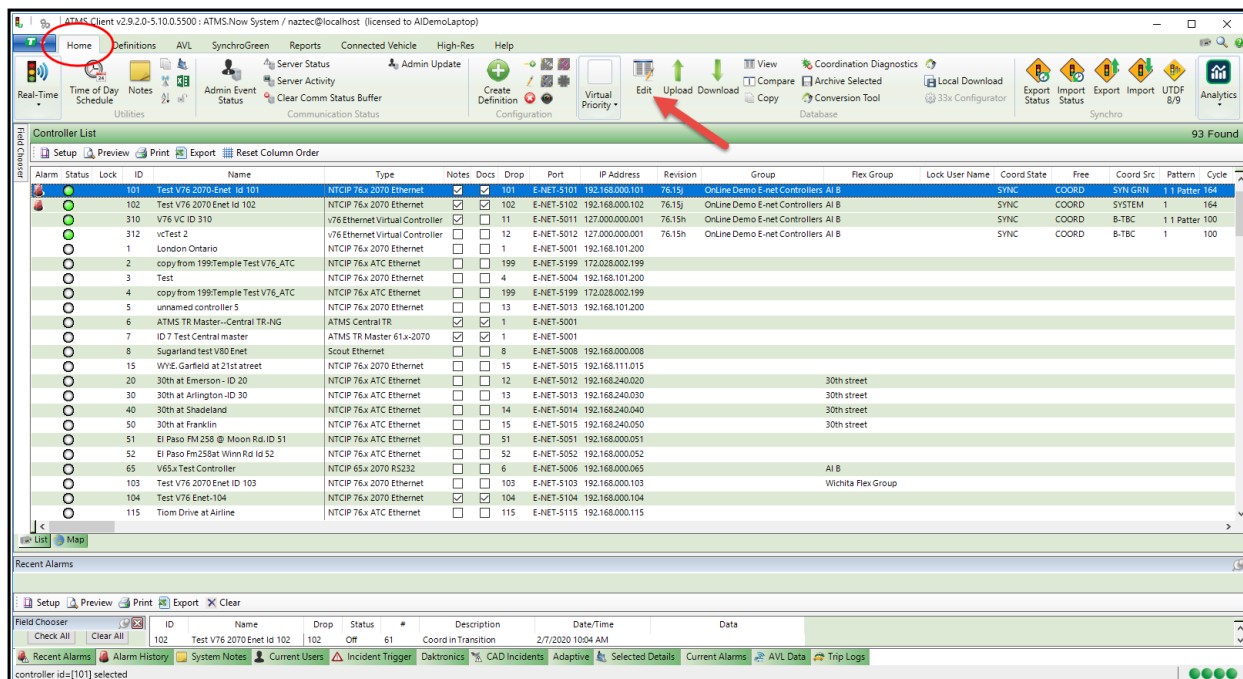 ATMS Client v2.9.2.0-5.10.0.5500 : ATMS.Now System / naztec@localhost (licensed to AIDemoLaptop)
Home Definitions AVL SynchroGreen Reports Connected Vehicle High-Res Help
Real-Time
Time of Day Schedule
Notes
Utilities
Admin Event Status
Server Status
Server Activity
Clear Comm Status Buffer
Admin Update
Communication Status
Create Definition
Configuration
Virtual Priority
Edit Upload Download
View
Compare
Copy
Coordination Diagnostics
Archive Selected
Conversion Tool
Local Download
33x Configurator
Database
Export Status
Import Status
Export
Import
UTDF 8/9
Synchro
Analytics
Field Chooser
Controller List 93 Found
Setup Preview Print Export Reset Column Order
Alarm Status Lock ID Name Type Notes Docs Drop Port IP Address Revision Group Flex Group Lock User Name Coord State Free Coord Src Pattern Cycle
101 Test V76 2070-Enet Id 101 NTCIP 76.x 2070 Ethernet 101 E-NET-5101 192.168.000.101 76.15j OnLine Demo E-net Controllers AI B SYNC COORD SYN GRN 1 1 Patter 164
102 Test V76 2070 Enet Id 102 NTCIP 76.x 2070 Ethernet 102 E-NET-5102 192.168.000.102 76.15j OnLine Demo E-net Controllers AI B SYNC COORD SYSTEM 1 164
310 V76 VC ID 310 v76 Ethernet Virtual Controller 11 E-NET-5011 127.000.000.001 76.15h OnLine Demo E-net Controllers AI B SYNC COORD B-TBC 1 1 Patter 100
312 vcTest 2 v76 Ethernet Virtual Controller 12 E-NET-5012 127.000.000.001 76.15h OnLine Demo E-net Controllers AI B SYNC COORD B-TBC 1 100
1 London Ontario NTCIP 76.x 2070 Ethernet 1 E-NET-5001 192.168.101.200
2 copy from 199:Temple Test V76_ATC NTCIP 76.x ATC Ethernet 199 E-NET-5199 172.028.002.199
3 Test NTCIP 76.x 2070 Ethernet 4 E-NET-5004 192.168.101.200
4 copy from 199:Temple Test V76_ATC NTCIP 76.x ATC Ethernet 199 E-NET-5199 172.028.002.199
5 unnamed controller 5 NTCIP 76.x 2070 Ethernet 13 E-NET-5013 192.168.101.200
6 ATMS TR Master--Central TR-NG ATMS Central TR 1 E-NET-5001
7 ID 7 Test Central master ATMS TR Master 61.x-2070 1 E-NET-5001
8 Sugarland test V80 Enet Scout Ethernet 8 E-NET-5008 192.168.000.008
15 WY:E. Garfield at 21st atreet NTCIP 76.x 2070 Ethernet 15 E-NET-5015 192.168.111.015
20 30th at Emerson - ID 20 NTCIP 76.x ATC Ethernet 12 E-NET-5012 192.168.240.020 30th street
30 30th at Arlington -ID 30 NTCIP 76.x ATC Ethernet 13 E-NET-5013 192.168.240.030 30th street
40 30th at Shadeland NTCIP 76.x ATC Ethernet 14 E-NET-5014 192.168.240.040 30th street
50 30th at Franklin NTCIP 76.x ATC Ethernet 15 E-NET-5015 192.168.240.050 30th street
51 El Paso FM 258 @ Moon Rd. ID 51 NTCIP 76.x ATC Ethernet 51 E-NET-5051 192.168.000.051
52 El Paso Fm258at Winn Rd Id 52 NTCIP 76.x ATC Ethernet 52 E-NET-5052 192.168.000.052
65 V65.x Test Controller NTCIP 65.x 2070 RS232 6 E-NET-5006 192.168.000.065 AI B
103 Test V76 2070 Enet ID 103 NTCIP 76.x 2070 Ethernet 103 E-NET-5103 192.168.000.103 Wichita Flex Group
104 Test V76 Enet-104 NTCIP 76.x 2070 Ethernet 104 E-NET-5104 192.168.000.104
115 Tiom Drive at Airline NTCIP 76.x 2070 Ethernet 115 E-NET-5115 192.168.000.115
List Map
Recent Alarms
Setup Preview Print Export Clear
Field Chooser
Check All Clear All
ID Name Drop Status # Description Date/Time Data
102 Test V76 2070 Enet Id 102 102 Off 61 Coord in Transition 2/7/2020 10:04 AM
Recent Alarms Alarm History System Notes Current Users Incident Trigger Daktronics CAD Incidents Adaptive Selected Details Current Alarms AVL Data Trip Logs
controller id=[101] selected